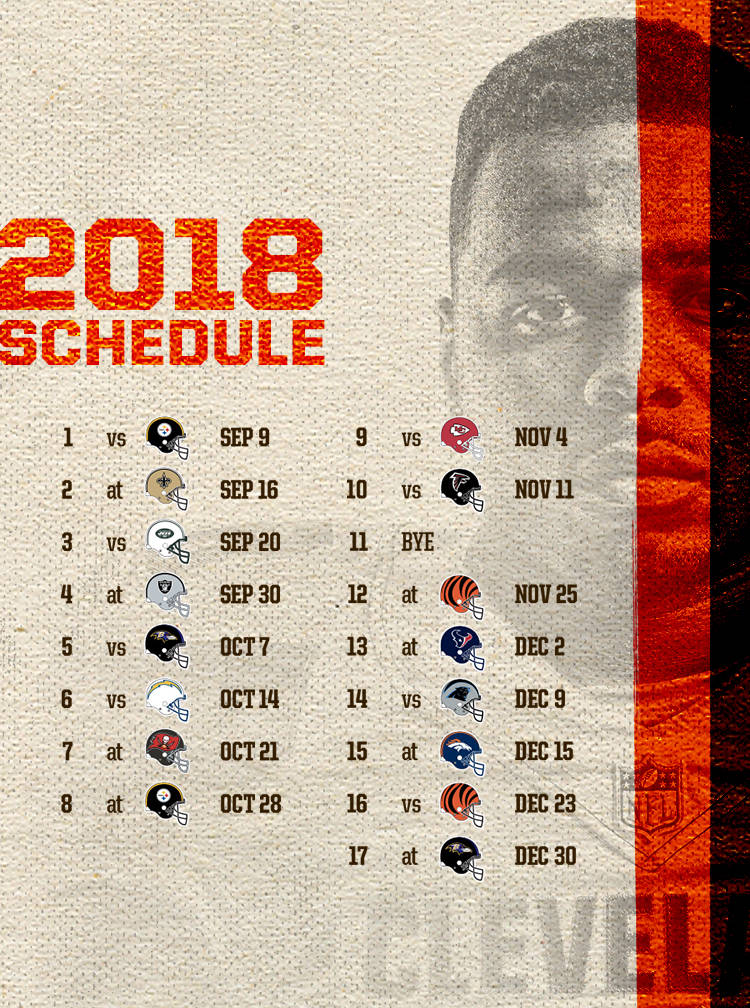 2018
SCHEDULE
1 vs SEP 9
2 at SEP 16
3 vs SEP 20
4 at SEP 30
5 vs OCT 7
6 vs OCT 14
7 at OCT 21
8 at OCT 28
9 vs NOV 4
10 vs NOV 11
11 BYE
12 at NOV 25
13 at DEC 2
14 vs DEC 9
15 at DEC 15
16 vs DEC 23
17 at DEC 30
NFL
CLEVELA